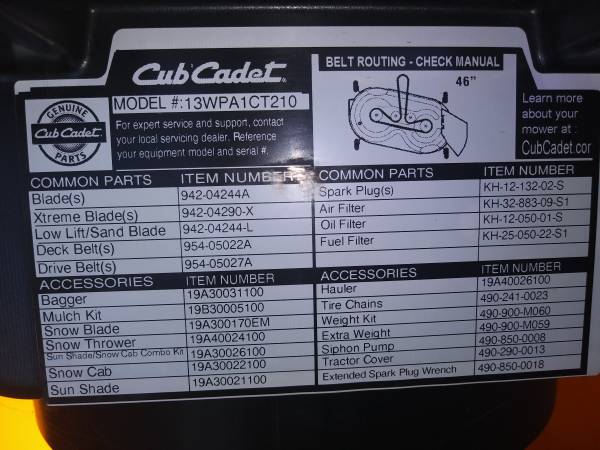 Cub Cadet.
MODEL #:13WPA1CT210
For expert service and support, contact
your local servicing dealer. Reference
your equipment model and serial #.
GENUINE
Cub Cadet
PARTS
BELT ROUTING - CHECK MANUAL
46"
Learn more
about your
mower at :
CubCadet.cor
COMMON PARTS ITEM NUMBER
Blade(s) 942-04244A
Xtreme Blade(s) 942-04290-X
Low Lift/Sand Blade 942-04244-L
Deck Belt(s) 954-05022A
Drive Belt(s) 954-05027A
COMMON PARTS ITEM NUMBER
Spark Plug(s) KH-12-132-02-S
Air Filter KH-32-883-09-S1
Oil Filter KH-12-050-01-S
Fuel Filter KH-25-050-22-S1
ACCESSORIES ITEM NUMBER
Bagger 19A30031100
Mulch Kit 19B30005100
Snow Blade 19A300170EM
Snow Thrower 19A40024100
Sun Shade/Snow Cab Combo Kit 19A30026100
Snow Cab 19A30022100
Sun Shade 19A30021100
ACCESSORIES ITEM NUMBER
Hauler 19A40026100
Tire Chains 490-241-0023
Weight Kit 490-900-M060
Extra Weight 490-900-M059
Siphon Pump 490-850-0008
Tractor Cover 490-290-0013
Extended Spark Plug Wrench 490-850-0018